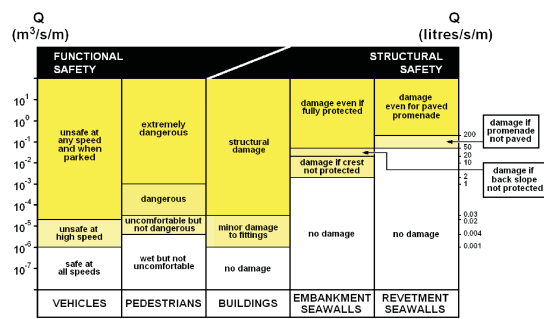 Q
(m³/s/m)
Q
(litres/s/m)
FUNCTIONAL
SAFETY
STRUCTURAL
SAFETY
10¹
10⁰
10⁻¹
10⁻²
10⁻³
10⁻⁴
10⁻⁵
10⁻⁶
10⁻⁷
unsafe at
any speed
and when
parked
unsafe at
high speed
safe at
all speeds
extremely
dangerous
dangerous
uncomfortable but
not dangerous
wet but not
uncomfortable
structural
damage
minor damage
to fittings
no damage
damage even if
fully protected
damage if crest
not protected
no damage
damage
even for paved
promenade
no damage
200
50
20
10
2
1
0.03
0.02
0.004
0.001
damage if
promenade
not paved
damage if
back slope
not protected
VEHICLES
PEDESTRIANS
BUILDINGS
EMBANKMENT
SEAWALLS
REVETMENT
SEAWALLS